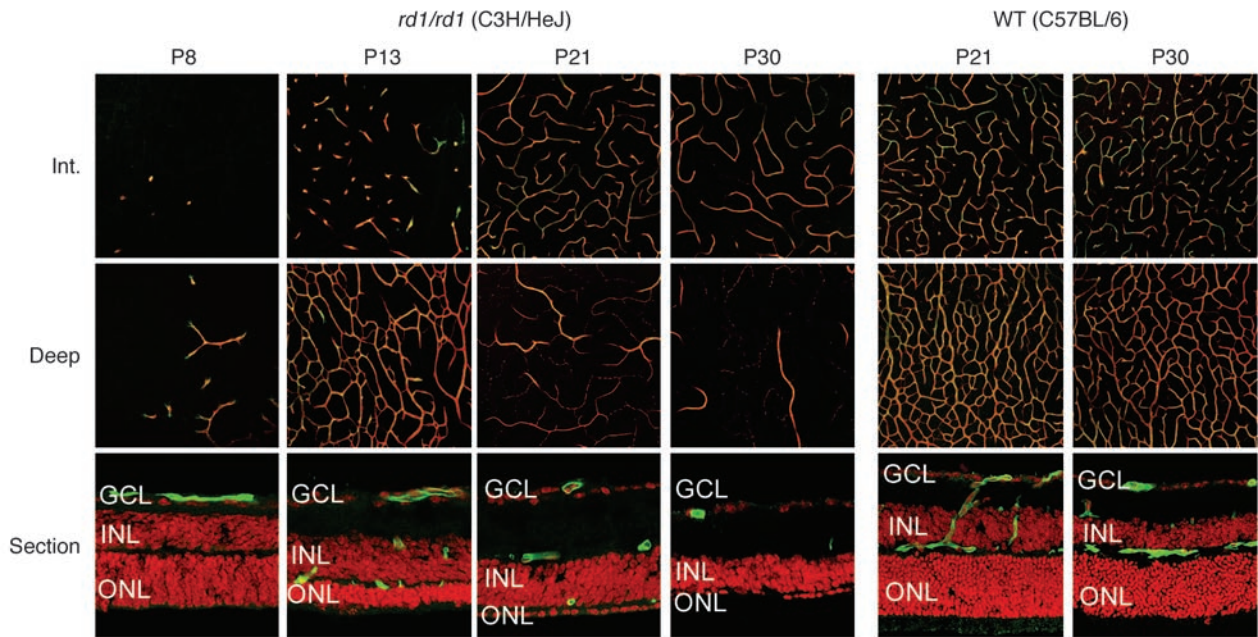 rd1/rd1 (C3H/HeJ) WT (C57BL/6)
P8 P13 P21 P30 P21 P30
Int.
Deep
Section
GCL GCL GCL GCL GCL GCL
INL INL INL INL INL INL
ONL ONL ONL ONL ONL ONL